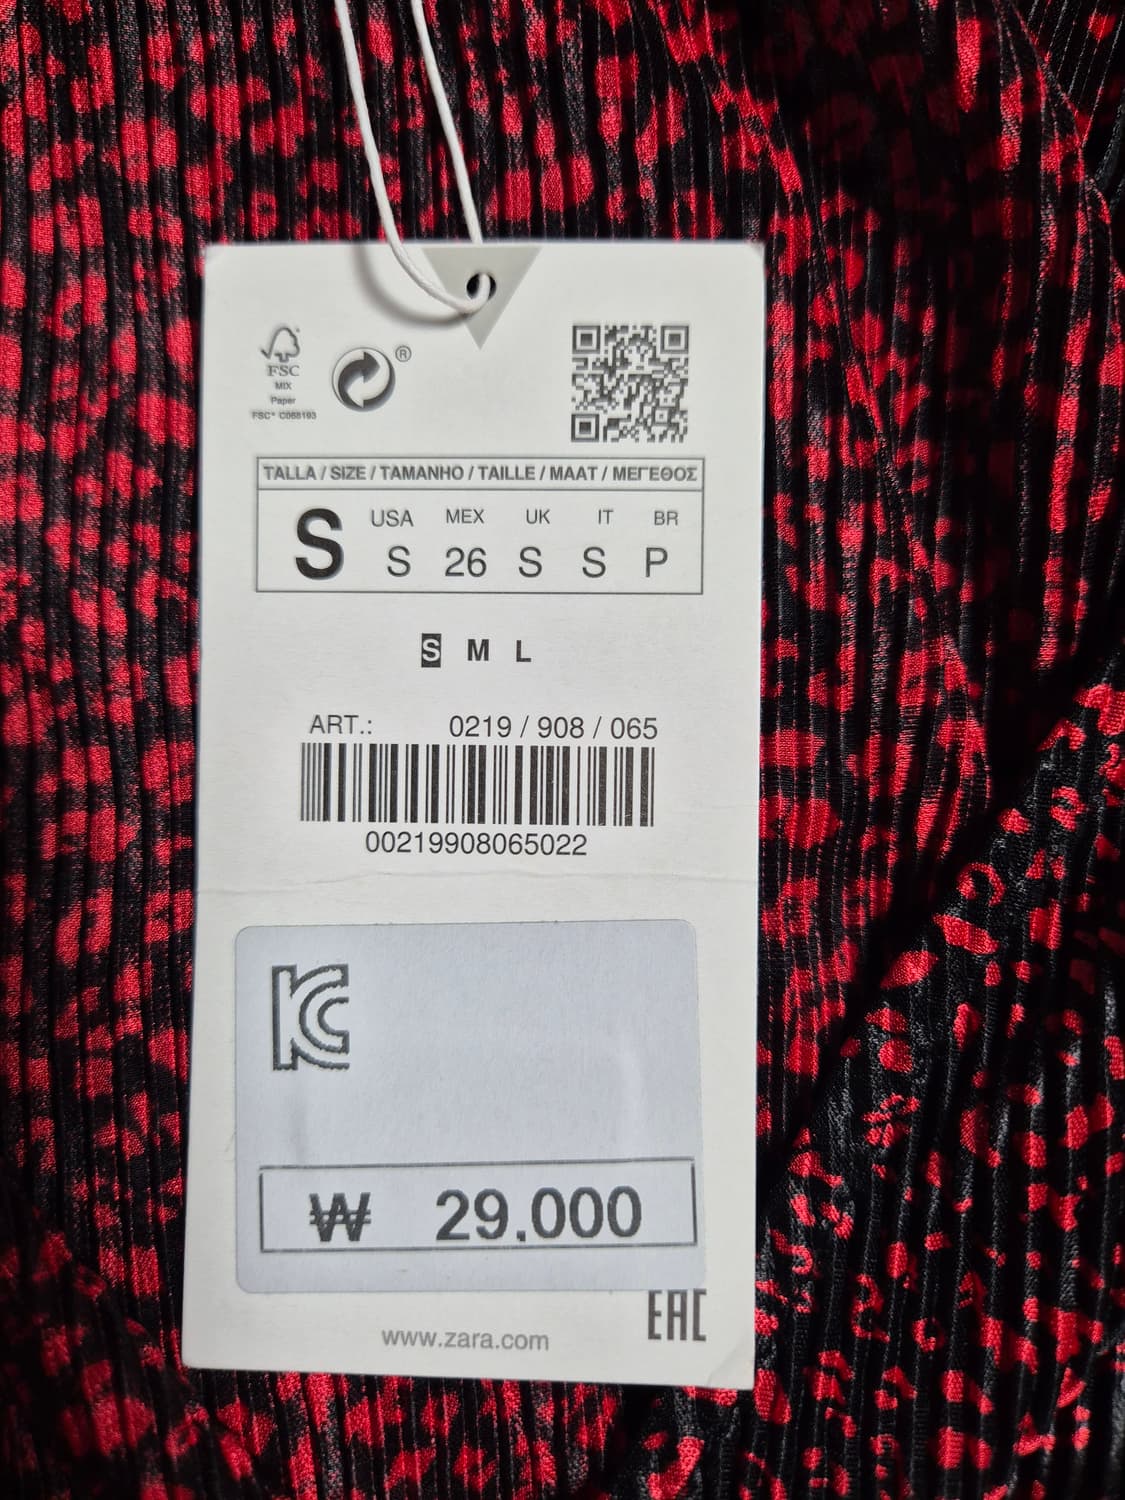 FSC
MIX
Paper
FSC® C068193
®
TALLA / SIZE / TAMANHO / TAILLE / MAAT / ΜΕΓΕΘΟΣ
S
USA MEX UK IT BR
S 26 S S P
S M L
ART.: 0219 / 908 / 065
00219908065022
KC
₩ 29,000
EAC
www.zara.com